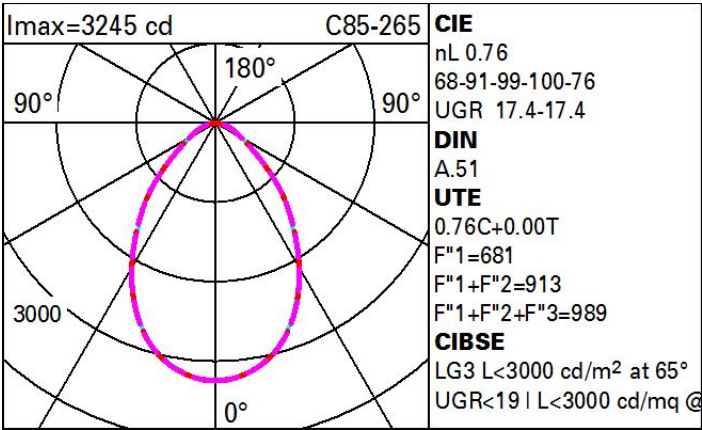 Imax=3245 cd C85-265
180°
90° 90°
3000
0°
CIE
nL 0.76
68-91-99-100-76
UGR 17.4-17.4
DIN
A.51
UTE
0.76C+0.00T
F"1=681
F"1+F"2=913
F"1+F"2+F"3=989
CIBSE
LG3 L<3000 cd/m² at 65°
UGR<19 | L<3000 cd/mq @